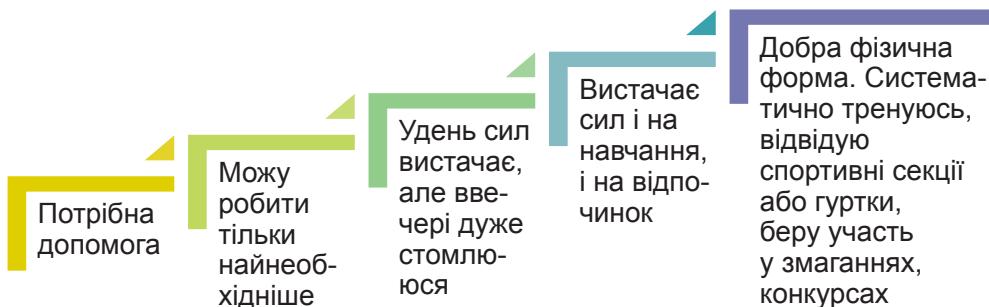 Потрібна
допомога
Можу
робити
тільки
найнеоб-
хідніше
Удень сил
вистачає,
але вве-
чері дуже
стомлю-
юся
Вистачає
сил і на
навчання,
і на відпо-
чинок
Добра фізична
форма. Система-
тично тренуюсь,
відвідую
спортивні секції
або гуртки,
беру участь
у змаганнях,
конкурсах